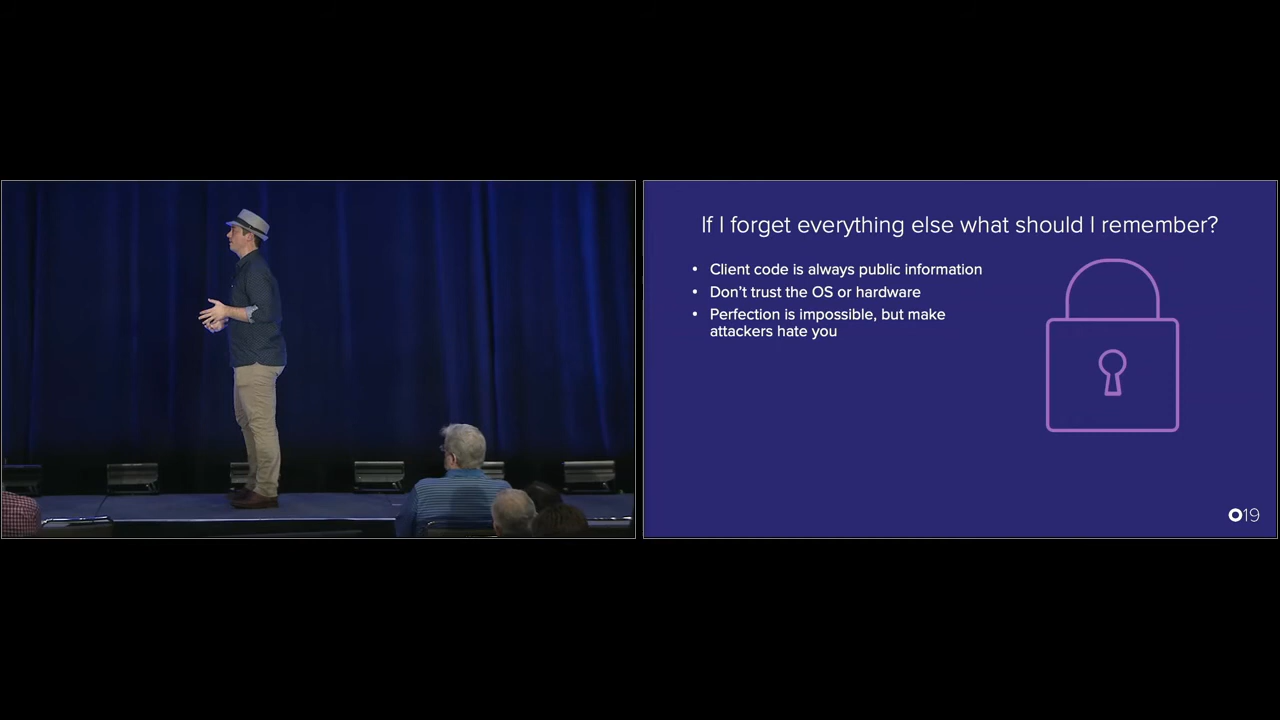 If I forget everything else what should I remember?
• Client code is always public information
• Don't trust the OS or hardware
• Perfection is impossible, but make
attackers hate you
O19